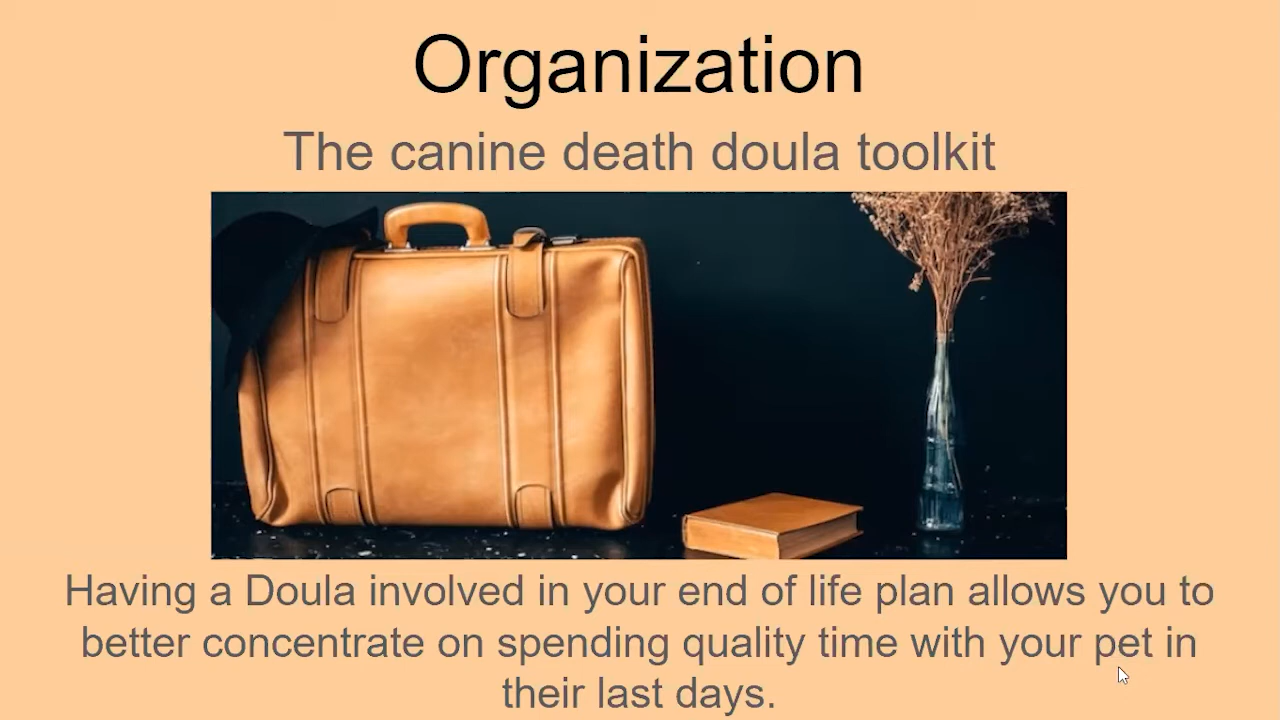 Organization
The canine death doula toolkit
Having a Doula involved in your end of life plan allows you to
better concentrate on spending quality time with your pet in
their last days.